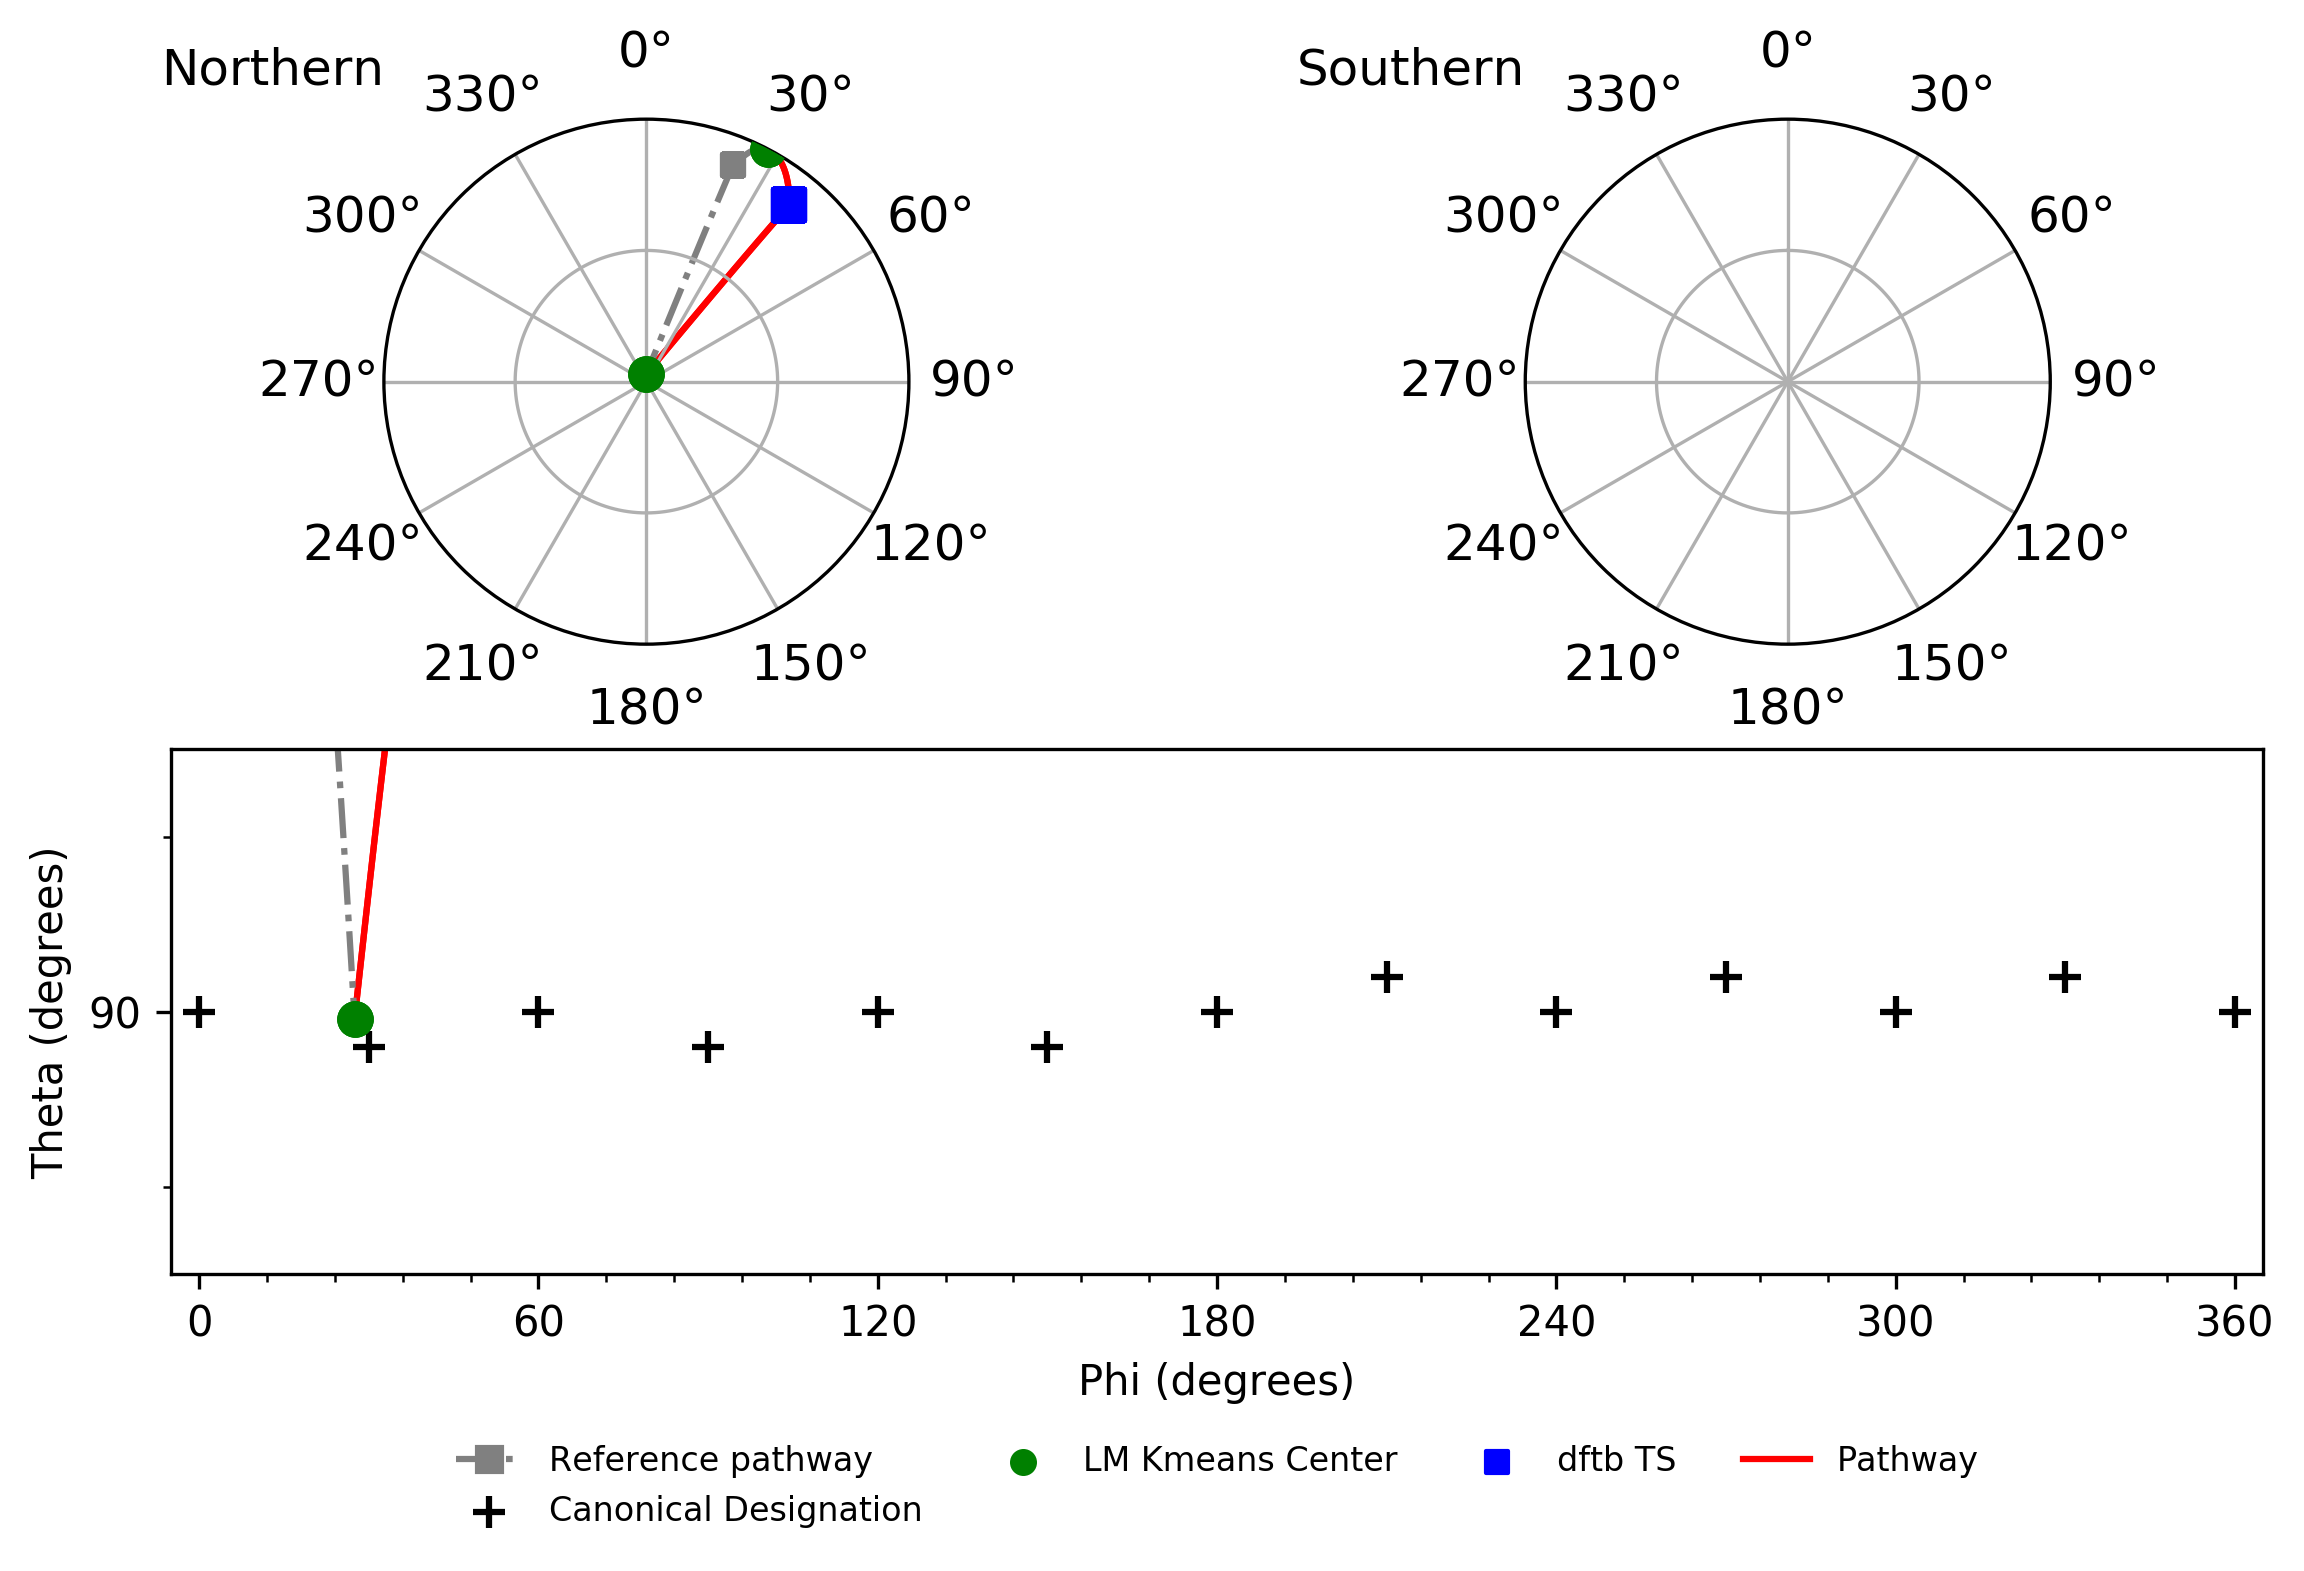 Northern
0°
30°
60°
90°
120°
150°
180°
210°
240°
270°
300°
330°
Southern
0°
30°
60°
90°
120°
150°
180°
210°
240°
270°
300°
330°
Theta (degrees)
90
0 60 120 180 240 300 360
Phi (degrees)
Reference pathway
Canonical Designation
LM Kmeans Center
dftb TS
Pathway